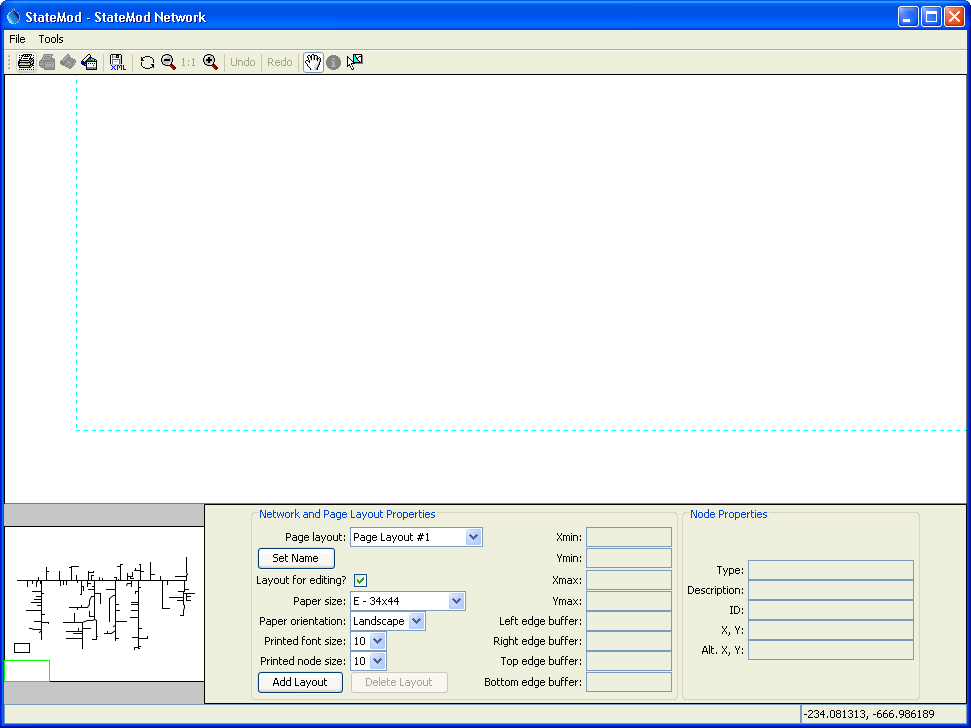 StateMod - StateMod Network
File Tools
XML 1:1 Undo Redo
Network and Page Layout Properties
Page layout: Page Layout #1
Set Name
Layout for editing?
Paper size: E - 34x44
Paper orientation: Landscape
Printed font size: 10
Printed node size: 10
Add Layout Delete Layout
Xmin:
Ymin:
Xmax:
Ymax:
Left edge buffer:
Right edge buffer:
Top edge buffer:
Bottom edge buffer:
Node Properties
Type:
Description:
ID:
X, Y:
Alt. X, Y:
-234.081313, -666.986189